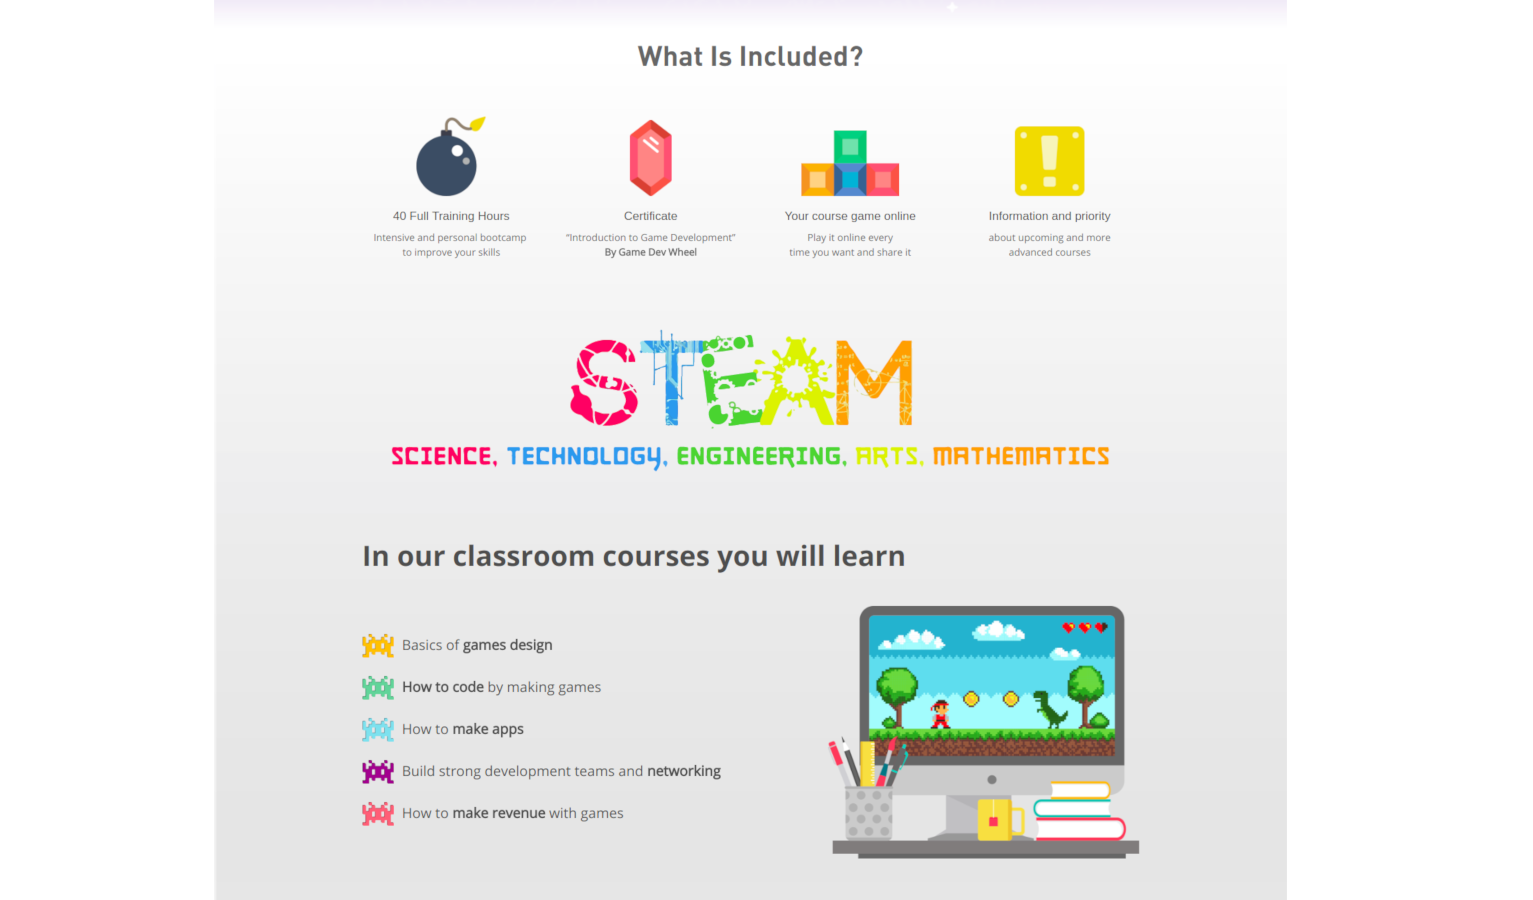 What Is Included?
40 Full Training Hours
Intensive and personal bootcamp
to improve your skills
Certificate
"Introduction to Game Development"
By Game Dev Wheel
Your course game online
Play it online every
time you want and share it
Information and priority
about upcoming and more
advanced courses
STEAM
SCIENCE, TECHNOLOGY, ENGINEERING, ARTS, MATHEMATICS
In our classroom courses you will learn
Basics of games design
How to code by making games
How to make apps
Build strong development teams and networking
How to make revenue with games